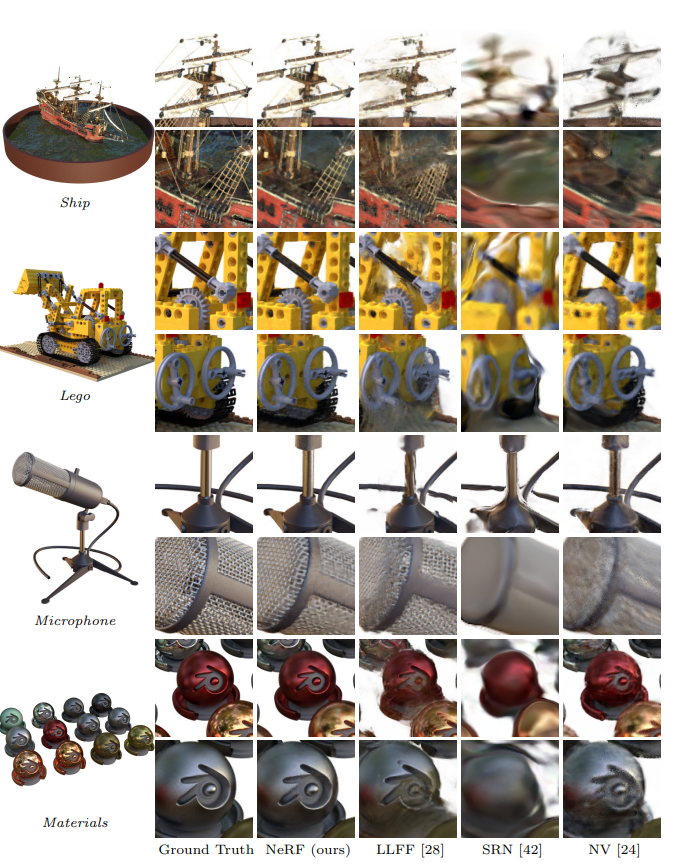 Ship
Lego
Microphone
Materials
Ground Truth NeRF (ours) LLFF [28] SRN [42] NV [24]